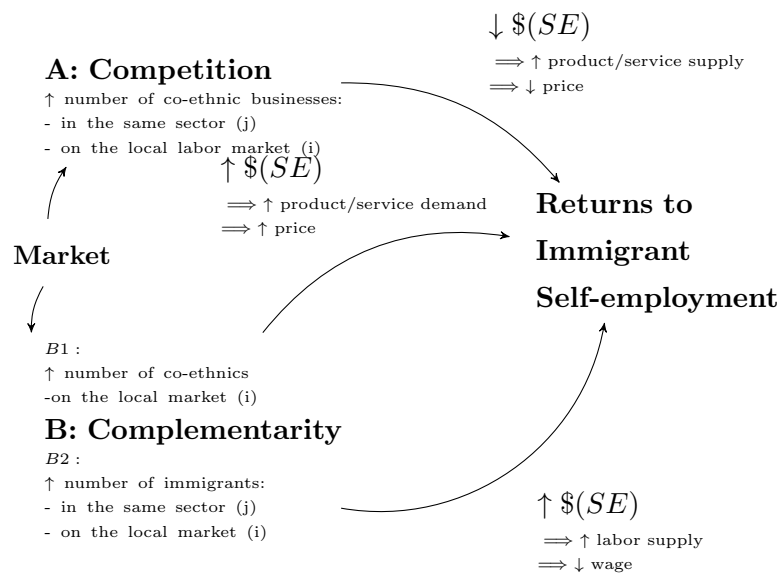 ↓ $(SE)
⟹ ↑ product/service supply
⟹ ↓ price
A: Competition
↑ number of co-ethnic businesses:
- in the same sector (j)
- on the local labor market (i)
↑ $(SE)
⟹ ↑ product/service demand
⟹ ↑ price
Returns to
Immigrant
Self-employment
Market
B1 :
↑ number of co-ethnics
-on the local market (i)
B: Complementarity
B2 :
↑ number of immigrants:
- in the same sector (j)
- on the local market (i)
↑ $(SE)
⟹ ↑ labor supply
⟹ ↓ wage